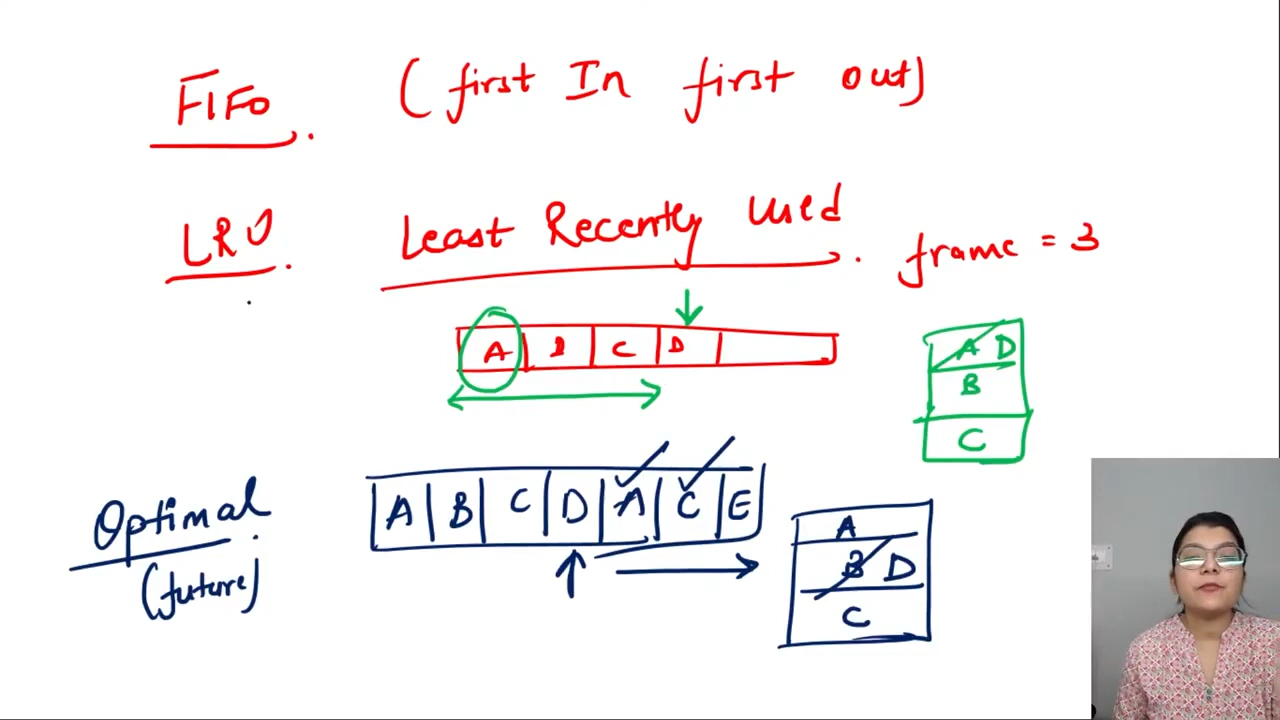 FIFO. (first In first out)
LRU. Least Recently Used.
frame = 3
A B C D
A D
B
C
Optimal.
(future)
A B C D A C E
A
B D
C